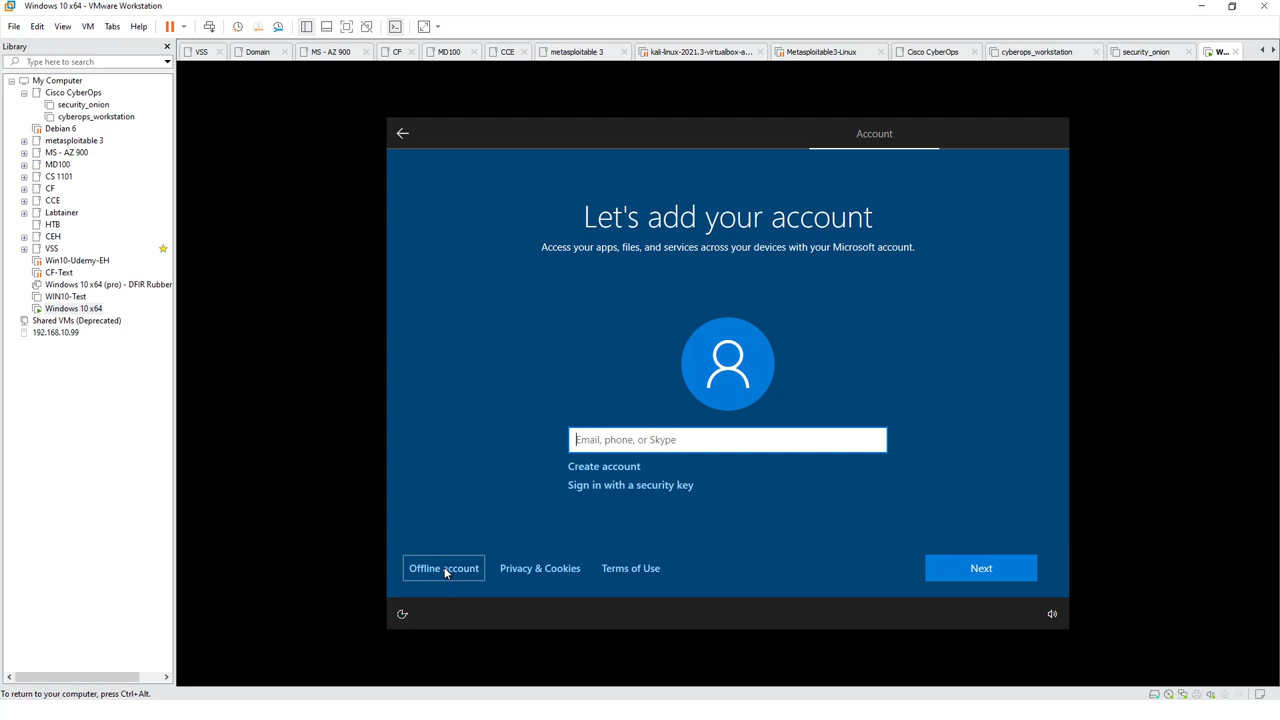 Windows 10 x64 - VMware Workstation
File Edit View VM Tabs Help
Library
Type here to search
My Computer
Cisco CyberOps
security_onion
cyberops_workstation
Debian 6
metasploitable 3
MS - AZ 900
MD100
CS 1101
CF
CCE
Labtainer
HTB
CEH
VSS
Win10-Udemy-EH
CF-Text
Windows 10 x64 (pro) - DFIR Rubber
WIN10-Test
Windows 10 x64
Shared VMs (Deprecated)
192.168.10.99
VSS Domain MS - AZ 900 CF MD100 CCE metasploitable 3 kali-linux-2021.3-virtualbox-a... Metasploitable3-Linux Cisco CyberOps cyberops_workstation security_onion W...
Account
Let's add your account
Access your apps, files, and services across your devices with your Microsoft account.
Email, phone, or Skype
Create account
Sign in with a security key
Offline account Privacy & Cookies Terms of Use Next
To return to your computer, press Ctrl+Alt.